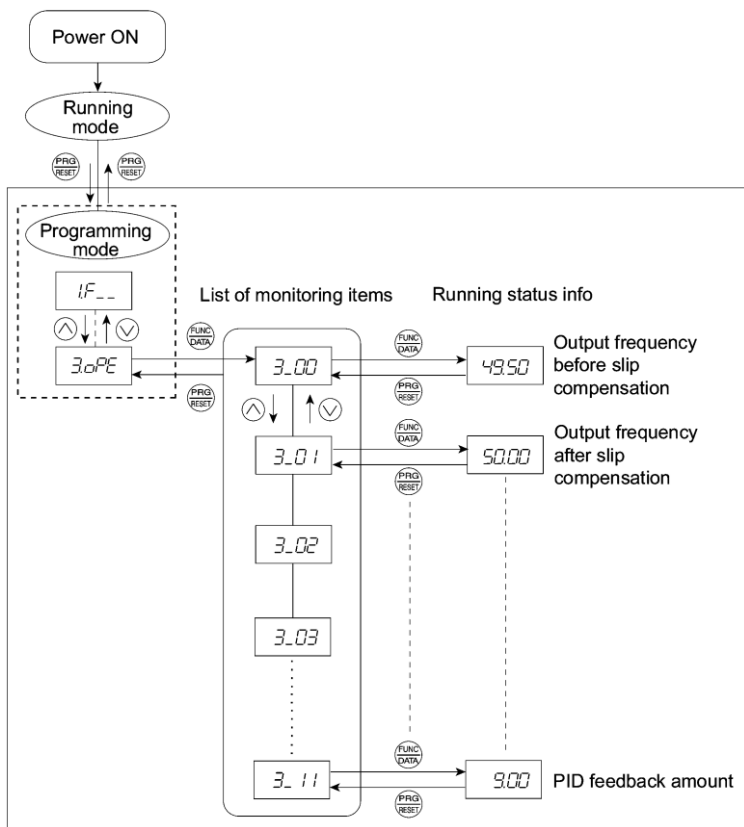 Power ON
Running
mode
PRG
RESET
PRG
RESET
Programming
mode
1.F_ _
3.oPE
List of monitoring items
Running status info
FUNC
DATA
PRG
RESET
3_00
FUNC
DATA
PRG
RESET
49.50
Output frequency
before slip
compensation
3_01
FUNC
DATA
PRG
RESET
50.00
Output frequency
after slip
compensation
3_02
3_03
3_11
FUNC
DATA
PRG
RESET
9.00
PID feedback amount